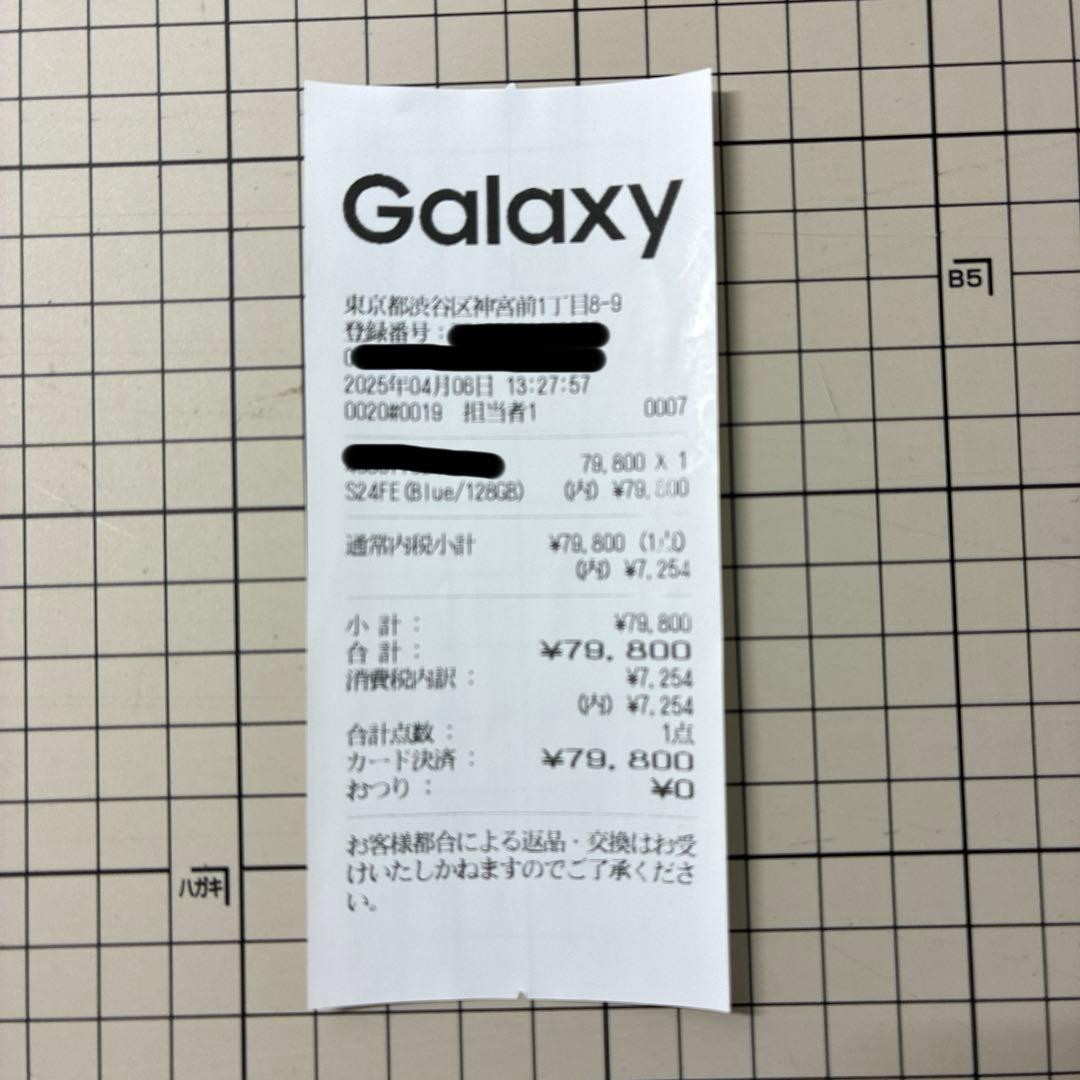 Galaxy
東京都渋谷区神宮前1丁目8-9
登録番号:
2025年04月06日 13:27:57
0020#0019 担当者1 0007
79,800 X 1
S24FE(Blue/128GB) (内) ¥79,800
通常内税小計 ¥79,800
(内) ¥7,254
小 計: ¥79,800
合 計: ¥79,800
消費税内訳: ¥7,254
(内) ¥7,254
合計点数: 1点
カード決済: ¥79,800
おつり: ¥0
お客様都合による返品・交換はお受
けいたしかねますのでご了承くださ
い。
B5
ハガキ